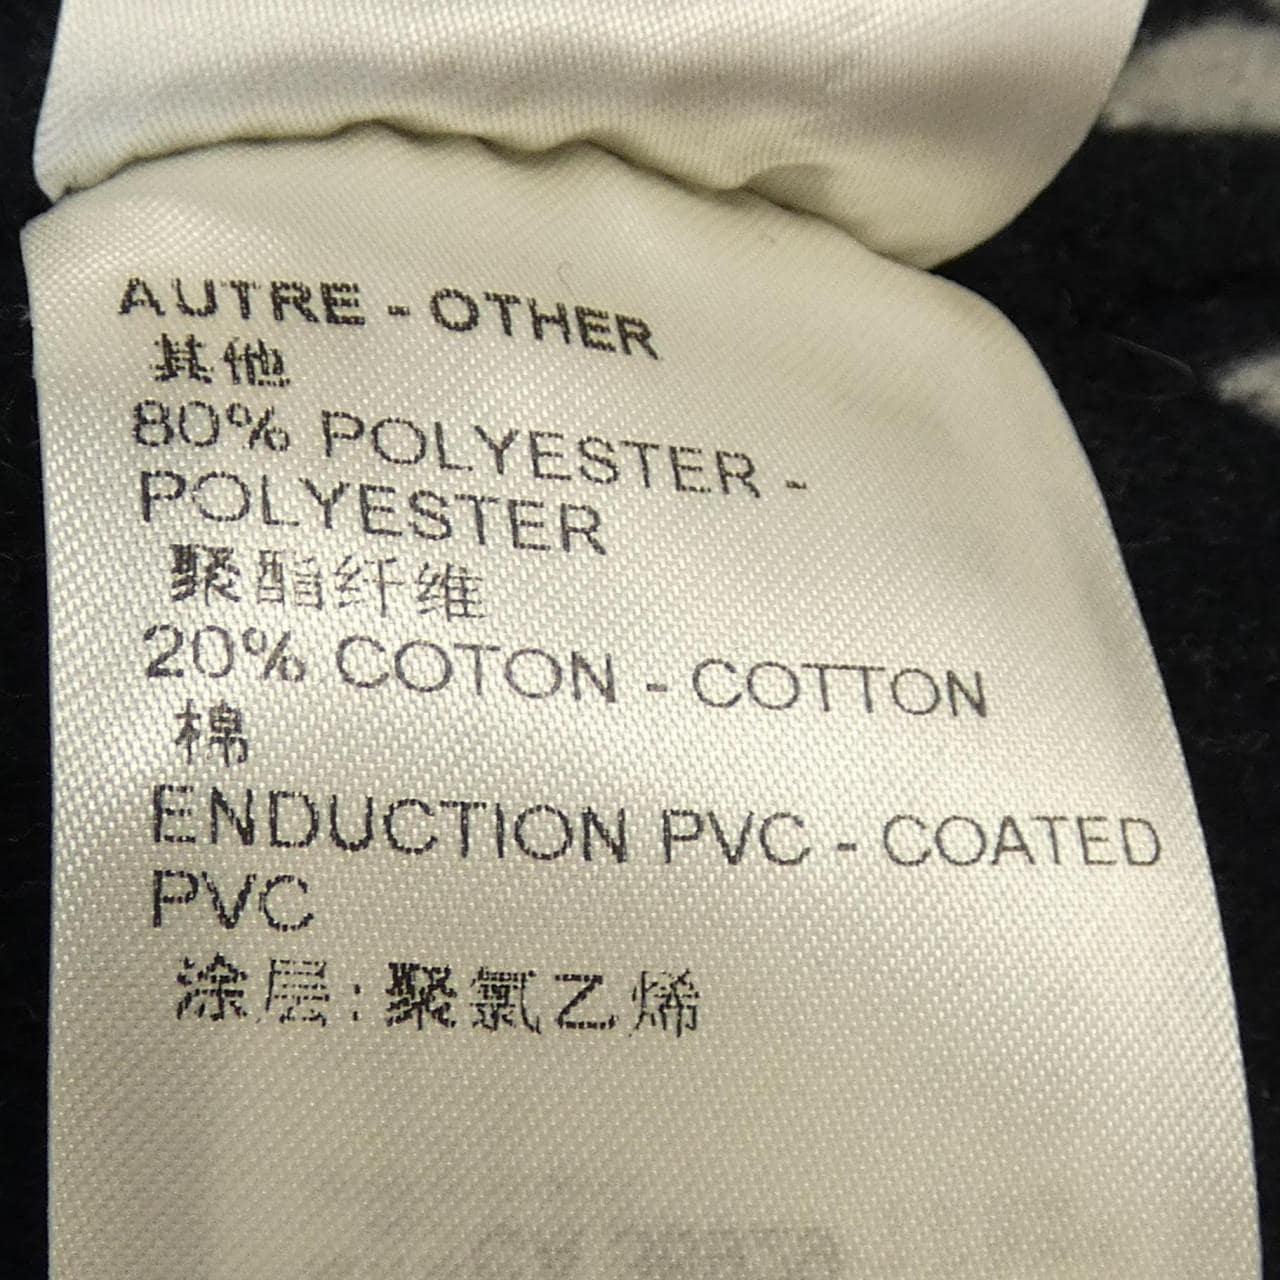 AUTRE - OTHER
其他
80% POLYESTER -
POLYESTER
聚酯纤维
20% COTON - COTTON
棉
ENDUCTION PVC - COATED
PVC
涂层: 聚氯乙烯